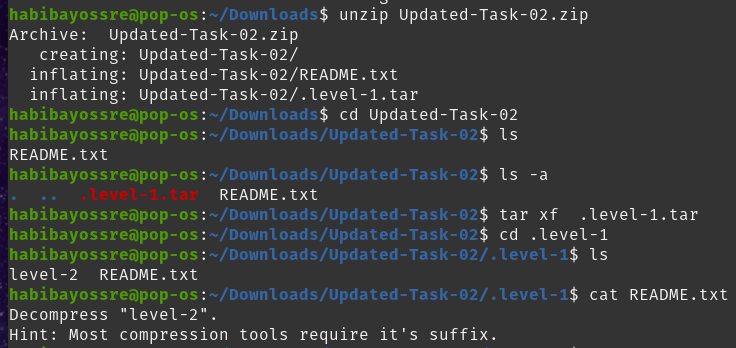 habibayossre@pop-os:~/Downloads$ unzip Updated-Task-02.zip
Archive:  Updated-Task-02.zip
   creating: Updated-Task-02/
  inflating: Updated-Task-02/README.txt
  inflating: Updated-Task-02/.level-1.tar
habibayossre@pop-os:~/Downloads$ cd Updated-Task-02
habibayossre@pop-os:~/Downloads/Updated-Task-02$ ls
README.txt
habibayossre@pop-os:~/Downloads/Updated-Task-02$ ls -a
.  ..  .level-1.tar  README.txt
habibayossre@pop-os:~/Downloads/Updated-Task-02$ tar xf  .level-1.tar
habibayossre@pop-os:~/Downloads/Updated-Task-02$ cd .level-1
habibayossre@pop-os:~/Downloads/Updated-Task-02/.level-1$ ls
level-2  README.txt
habibayossre@pop-os:~/Downloads/Updated-Task-02/.level-1$ cat README.txt
Decompress "level-2".
Hint: Most compression tools require it's suffix.